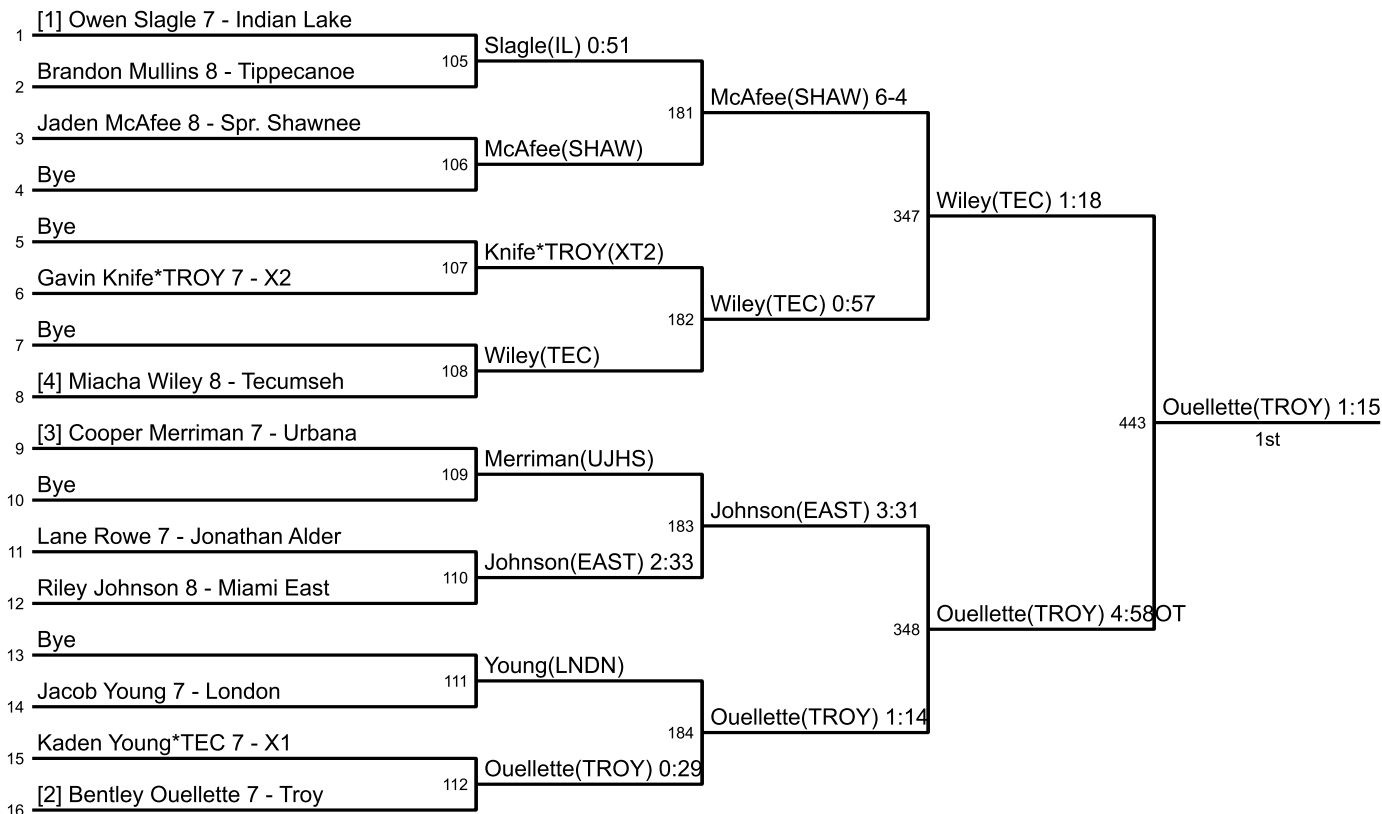 [1] Owen Slagle 7 - Indian Lake
1
Slagle(IL) 0:51
105
Brandon Mullins 8 - Tippecanoe
2
McAfee(SHAW) 6-4
181
Jaden McAfee 8 - Spr. Shawnee
3
McAfee(SHAW)
106
Bye
4
Wiley(TEC) 1:18
347
Bye
5
Knife*TROY(XT2)
107
Gavin Knife*TROY 7 - X2
6
Wiley(TEC) 0:57
182
Bye
7
Wiley(TEC)
108
[4] Miacha Wiley 8 - Tecumseh
8
Ouellette(TROY) 1:15
443
1st
[3] Cooper Merriman 7 - Urbana
9
Merriman(UJHS)
109
Bye
10
Johnson(EAST) 3:31
183
Lane Rowe 7 - Jonathan Alder
11
Johnson(EAST) 2:33
110
Riley Johnson 8 - Miami East
12
Ouellette(TROY) 4:58OT
348
Bye
13
Young(LNDN)
111
Jacob Young 7 - London
14
Ouellette(TROY) 1:14
184
Kaden Young*TEC 7 - X1
15
Ouellette(TROY) 0:29
112
[2] Bentley Ouellette 7 - Troy
16